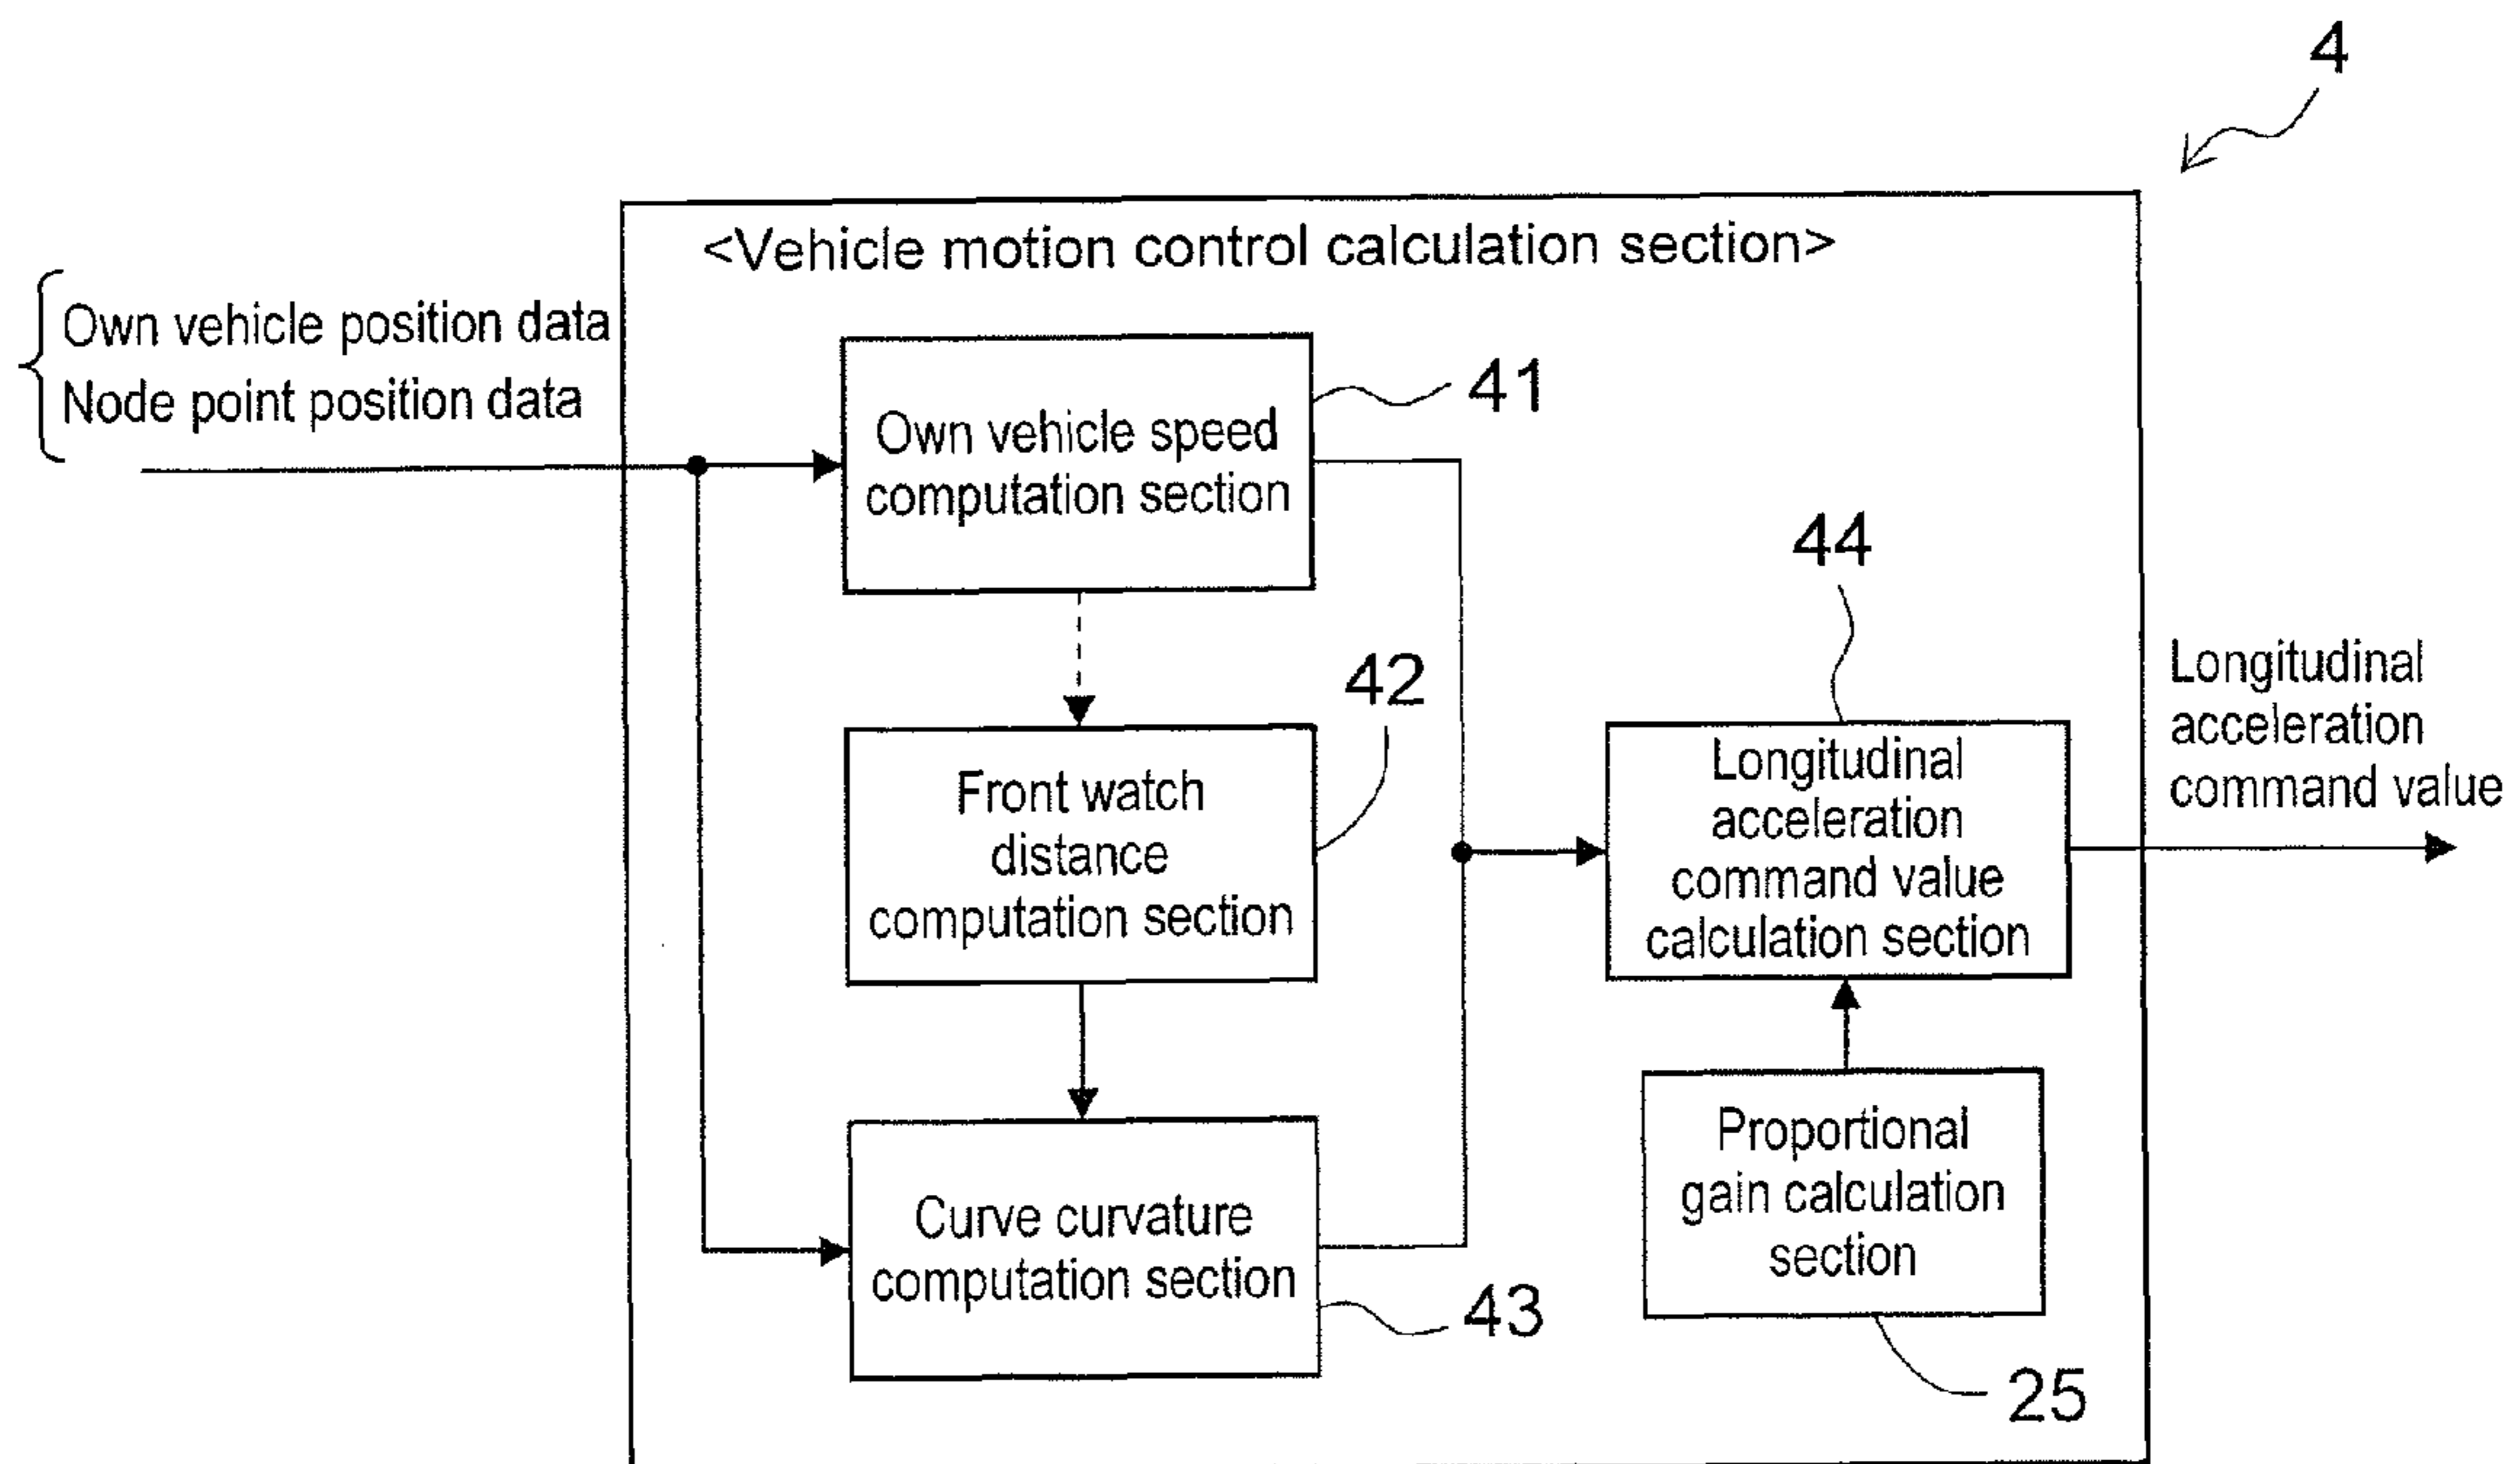 4
<Vehicle motion control calculation section>
Own vehicle position data
Node point position data
41
Own vehicle speed
computation section
42
Front watch
distance
computation section
43
Curve curvature
computation section
44
Longitudinal
acceleration
command value
calculation section
Proportional
gain calculation
section
25
Longitudinal
acceleration
command value